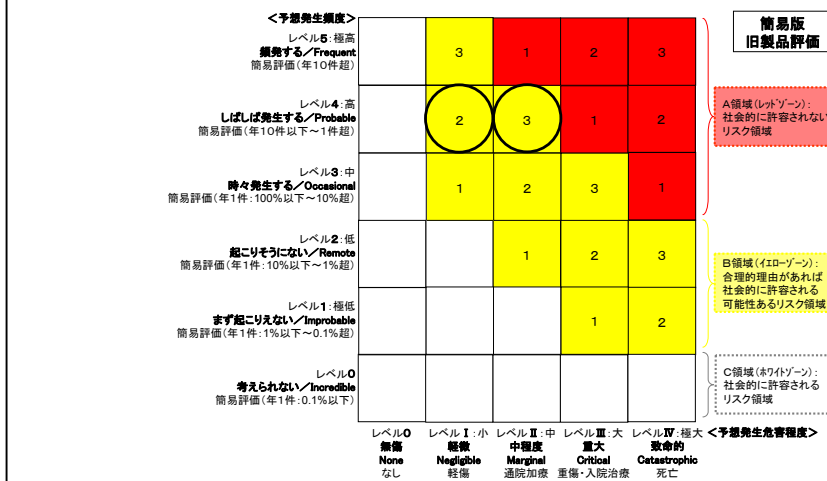 ＜予想発生頻度＞
簡易版
旧製品評価
レベル5：極高
頻発する／Frequent
簡易評価（年10件超）
3
1
2
3
レベル4：高
しばしば発生する／Probable
簡易評価（年10件以下～1件超）
2
3
1
2
A領域（レッドゾーン）：
社会的に許容されない
リスク領域
レベル3：中
時々発生する／Occasional
簡易評価（年1件：100%以下～10%超）
1
2
3
1
レベル2：低
起こりそうにない／Remote
簡易評価（年1件：10%以下～1%超）
1
2
3
B領域（イエローゾーン）：
合理的理由があれば
社会的に許容される
可能性あるリスク領域
レベル1：極低
まず起こりえない／Improbable
簡易評価（年1件：1%以下～0.1%超）
1
2
レベル0
考えられない／Incredible
簡易評価（年1件：0.1%以下）
C領域（ホワイトゾーン）：
社会的に許容される
リスク領域
レベル0
無傷
None
なし
レベルⅠ：小
軽微
Negligible
軽傷
レベルⅡ：中
中程度
Marginal
通院加療
レベルⅢ：大
重大
Critical
重傷・入院治療
レベルⅣ：極大
致命的
Catastrophic
死亡
＜予想発生危害程度＞